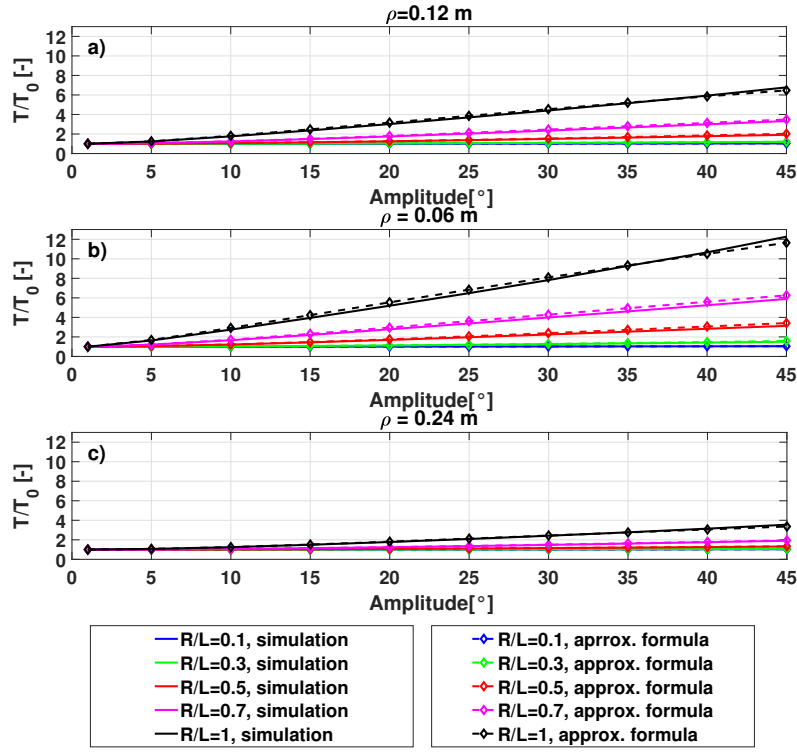 ρ=0.12 m
a)
T/T₀ [-]
12
10
8
6
4
2
0
0 5 10 15 20 25 30 35 40 45
Amplitude[°]
ρ = 0.06 m
b)
T/T₀ [-]
12
10
8
6
4
2
0
0 5 10 15 20 25 30 35 40 45
Amplitude[°]
ρ = 0.24 m
c)
T/T₀ [-]
12
10
8
6
4
2
0
0 5 10 15 20 25 30 35 40 45
Amplitude[°]
R/L=0.1, simulation
R/L=0.3, simulation
R/L=0.5, simulation
R/L=0.7, simulation
R/L=1, simulation
R/L=0.1, aprrox. formula
R/L=0.3, approx. formula
R/L=0.5, approx. formula
R/L=0.7, approx. formula
R/L=1, approx. formula